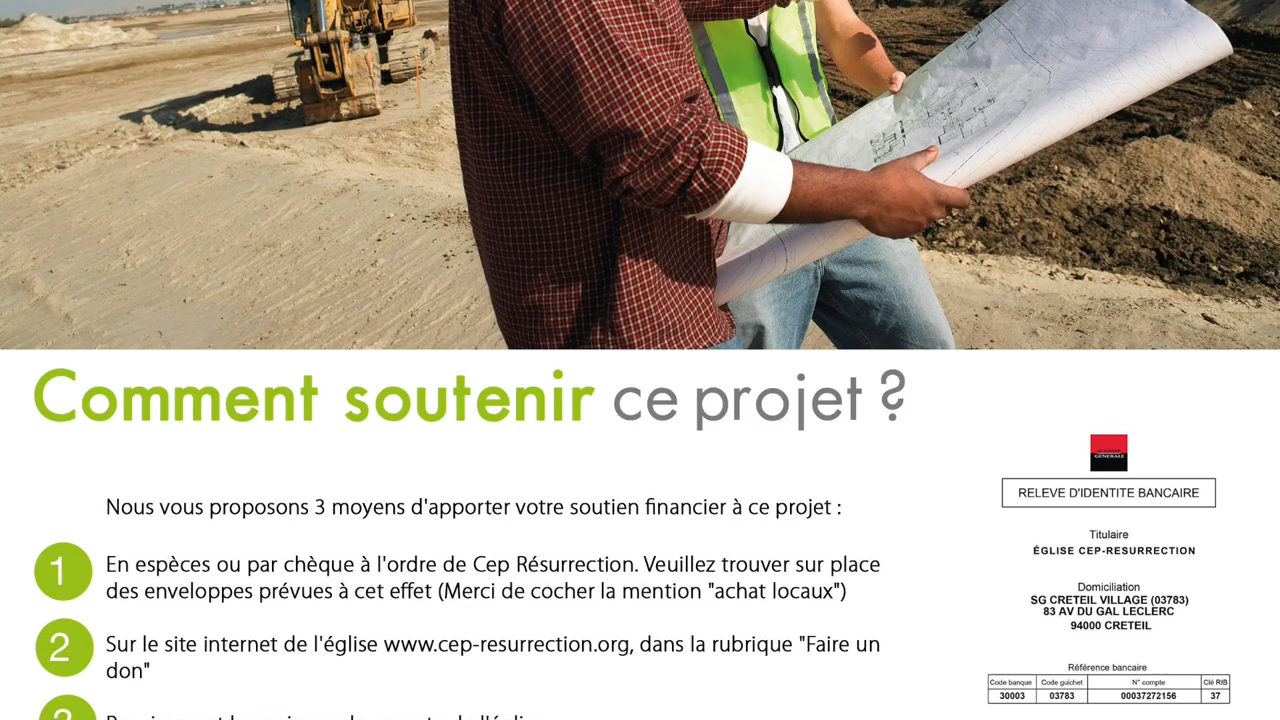 Comment soutenir ce projet ?
Nous vous proposons 3 moyens d'apporter votre soutien financier à ce projet :
1 En espèces ou par chèque à l'ordre de Cep Résurrection. Veuillez trouver sur place
des enveloppes prévues à cet effet (Merci de cocher la mention "achat locaux")
2 Sur le site internet de l'église www.cep-resurrection.org, dans la rubrique "Faire un
don"
3
GENERALE
RELEVE D'IDENTITE BANCAIRE
Titulaire
ÉGLISE CEP-RESURRECTION
Domiciliation
SG CRETEIL VILLAGE (03783)
83 AV DU GAL LECLERC
94000 CRETEIL
Référence bancaire
Code banque Code guichet N° compte Clé RIB
30003 03783 00037272156 37